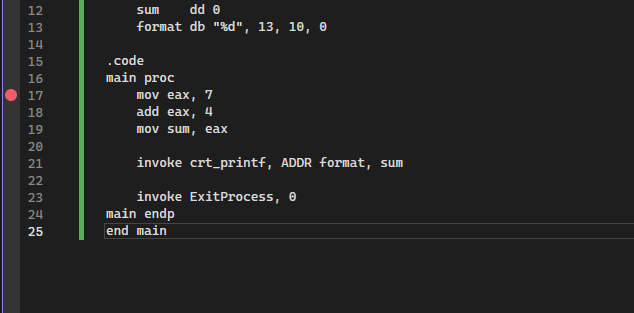 12 sum dd 0
13 format db "%d", 13, 10, 0
14
15 .code
16 main proc
17 mov eax, 7
18 add eax, 4
19 mov sum, eax
20
21 invoke crt_printf, ADDR format, sum
22
23 invoke ExitProcess, 0
24 main endp
25 end main